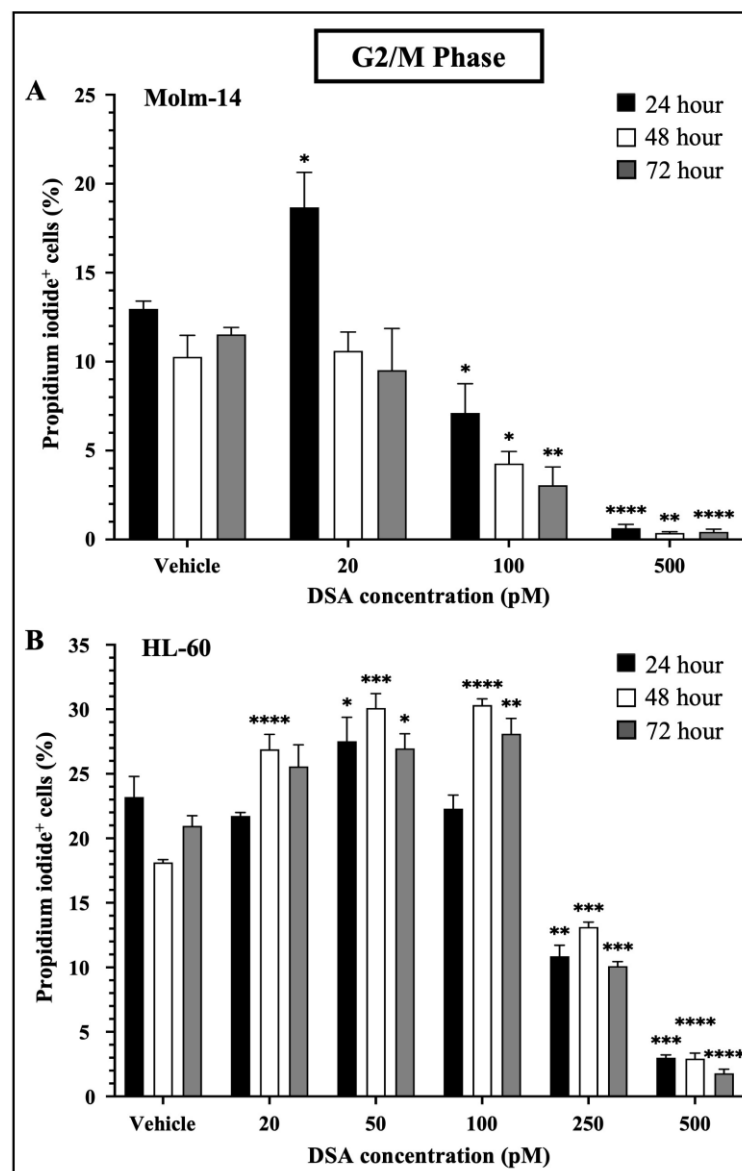 G2/M Phase
A
Molm-14
24 hour
48 hour
72 hour
Propidium iodide⁺ cells (%)
25
20
15
10
5
0
*
*
*
**
****
**
****
Vehicle
20
100
500
DSA concentration (pM)
B
HL-60
24 hour
48 hour
72 hour
Propidium iodide⁺ cells (%)
35
30
25
20
15
10
5
0
****
*
***
*
****
**
**
***
***
***
****
****
Vehicle
20
50
100
250
500
DSA concentration (pM)